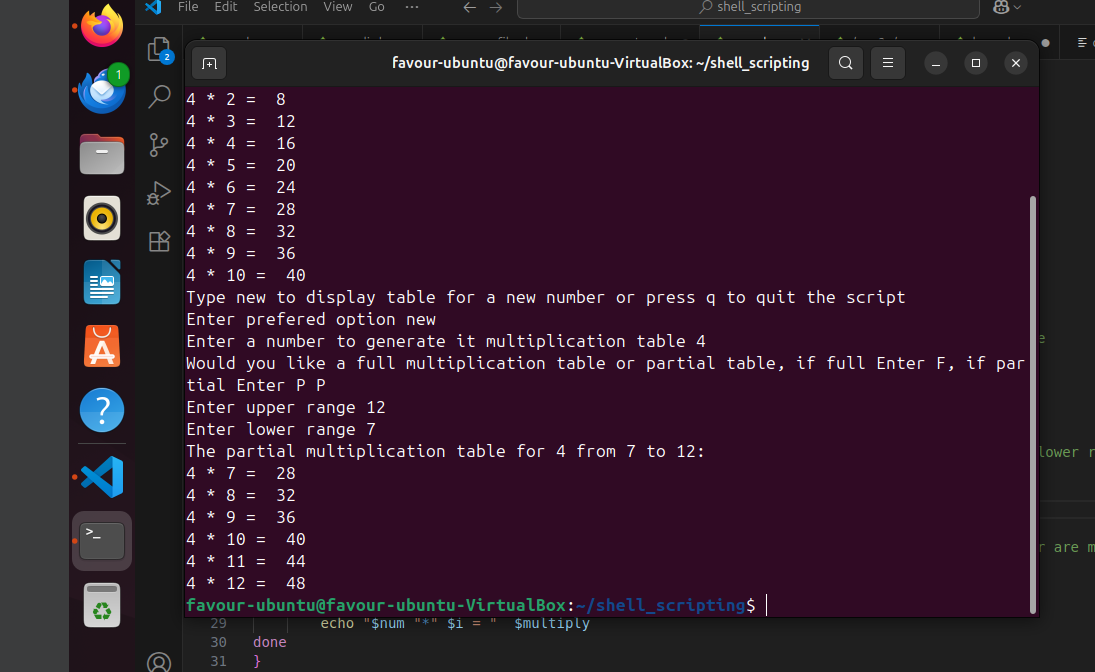 File Edit Selection View Go ··· shell_scripting
2
1
favour-ubuntu@favour-ubuntu-VirtualBox: ~/shell_scripting
4 * 2 =  8
4 * 3 =  12
4 * 4 =  16
4 * 5 =  20
4 * 6 =  24
4 * 7 =  28
4 * 8 =  32
4 * 9 =  36
4 * 10 =  40
Type new to display table for a new number or press q to quit the script
Enter prefered option new
Enter a number to generate it multiplication table 4
Would you like a full multiplication table or partial table, if full Enter F, if par
tial Enter P P
Enter upper range 12
Enter lower range 7
The partial multiplication table for 4 from 7 to 12:
4 * 7 =  28
4 * 8 =  32
4 * 9 =  36
4 * 10 =  40
4 * 11 =  44
4 * 12 =  48
favour-ubuntu@favour-ubuntu-VirtualBox:~/shell_scripting$
lower r
r are m
29 echo "$num "*" $i = "  $multiply
30 done
31 }